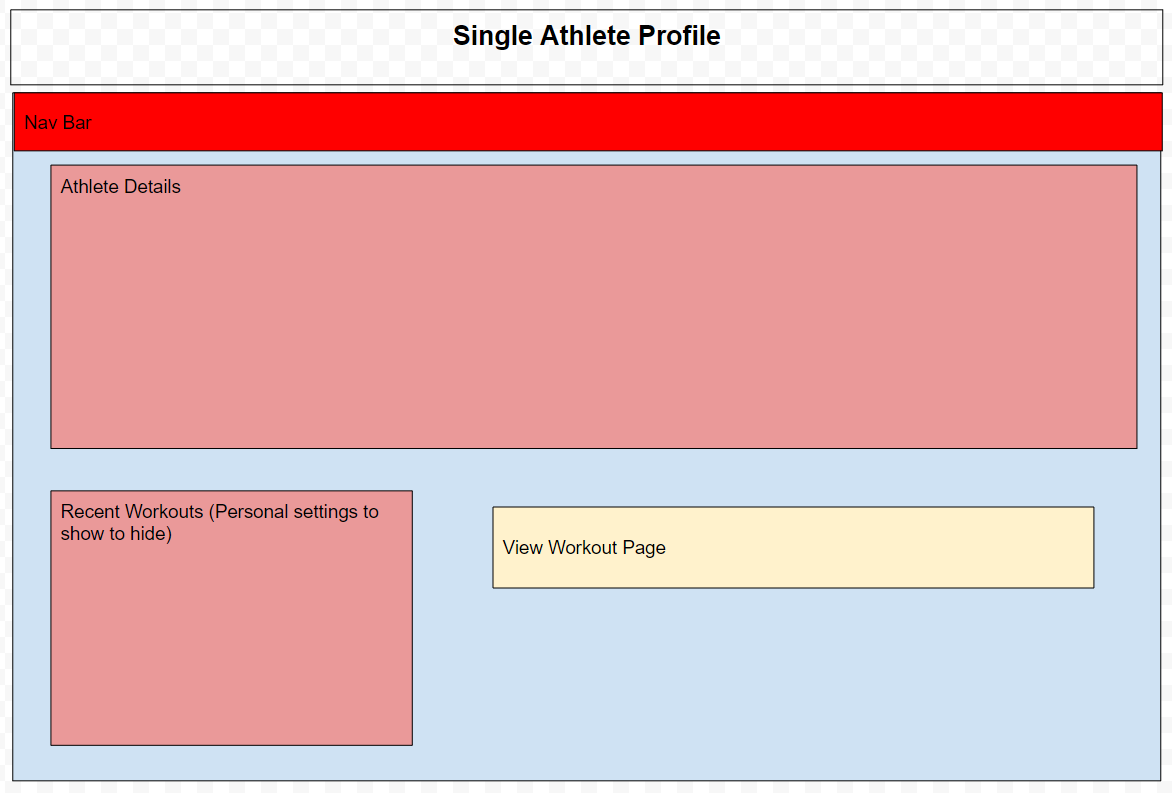 Single Athlete Profile
Nav Bar
Athlete Details
Recent Workouts (Personal settings to
show to hide)
View Workout Page